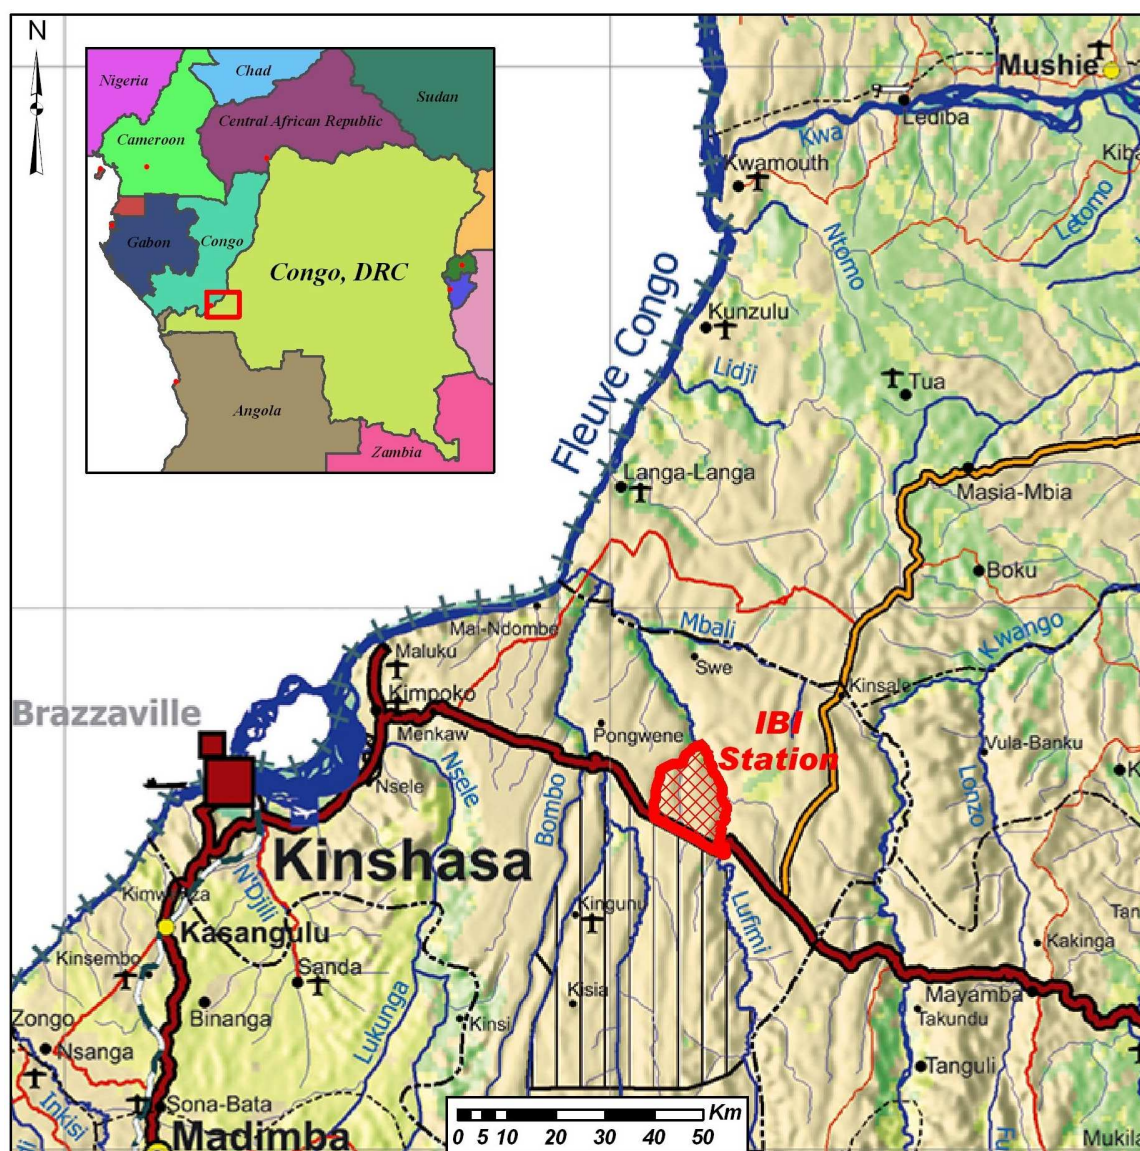 N
Nigeria
Chad
Sudan
Cameroon
Central African Republic
Gabon
Congo
Congo, DRC
Angola
Zambia
Mushie
Lediba
Kwa
Kwamouth
Letomo
Ntomo
Fleuve Congo
Kunzulu
Lidji
Tua
Langa-Langa
Masia-Mbia
Boku
Mai-Ndombe
Mbali
Kwango
Maluku
Swe
Kimpoko
Kinsale
Brazzaville
Menkaw
Pongwene
IBI
Station
Vula-Banku
Nsele
Nsele
Bombo
Lonzo
Kinshasa
N'Djili
Kingunu
Lufimi
Kasangulu
Kinsembo
Sanda
Kakinga
Kisia
Mayamba
Binanga
Lukunga
Kinsi
Takundu
Zongo
Nsanga
Tanguli
Inkisi
Sona-Bata
Madimba
Km
0 5 10 20 30 40 50